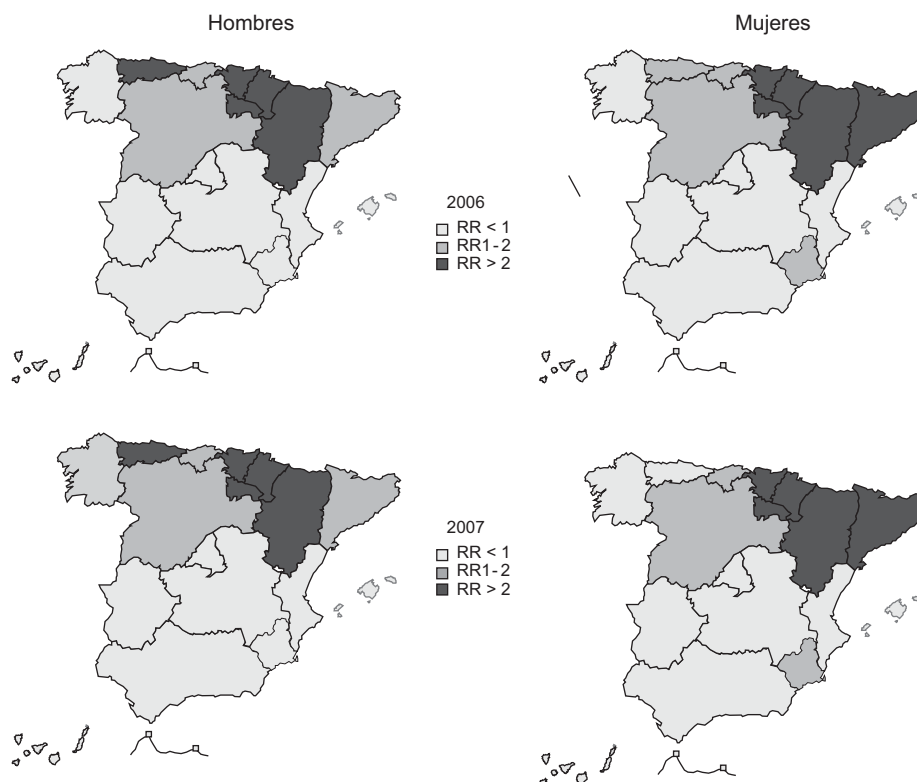 Hombres
Mujeres
2006
RR < 1
RR1-2
RR > 2
2007
RR < 1
RR1-2
RR > 2